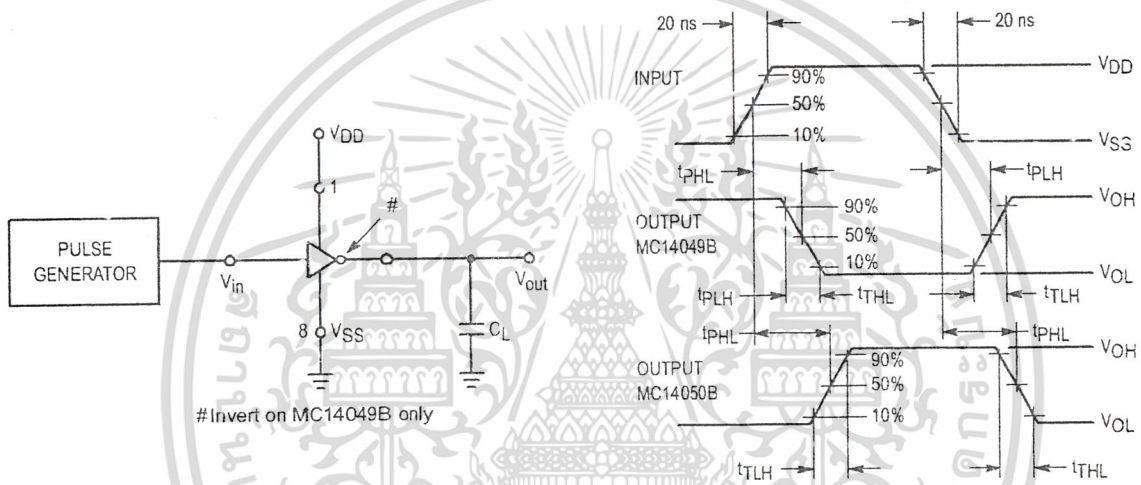 20 ns
20 ns
INPUT
90%
50%
10%
VDD
VSS
VDD
1
#
PULSE
GENERATOR
Vin
Vout
8
VSS
CL
#Invert on MC14049B only
tPHL
tPLH
OUTPUT
MC14049B
90%
50%
10%
VOH
VOL
tPLH
tTHL
tTLH
tPHL
tPHL
OUTPUT
MC14050B
90%
50%
10%
VOH
VOL
tTLH
tTHL